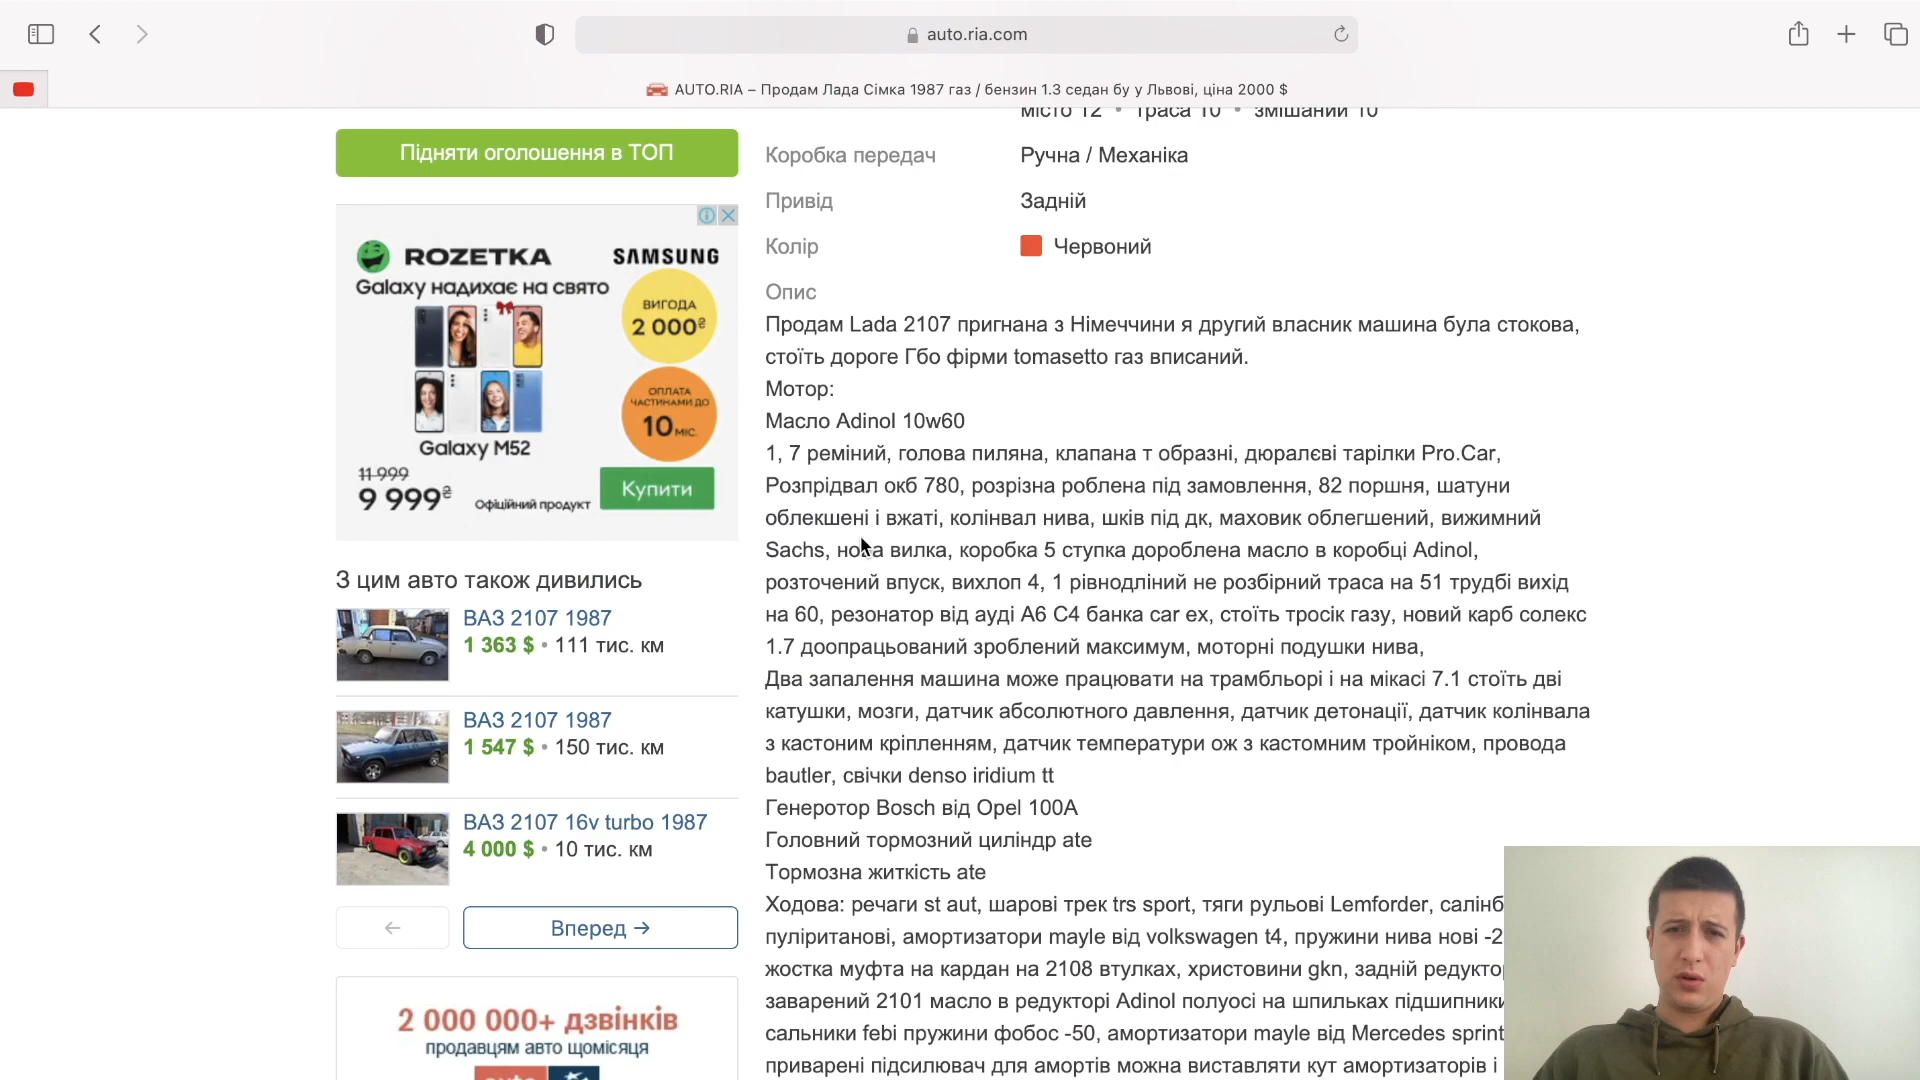 auto.ria.com
AUTO.RIA – Продам Лада Сімка 1987 газ / бензин 1.3 седан бу у Львові, ціна 2000 $
місто 12 • траса 10 • змішаний 10
Підняти оголошення в ТОП
Коробка передач Ручна / Механіка
Привід Задній
Колір Червоний
ROZETKA SAMSUNG
Galaxy надихає на свято
ВИГОДА
2 000₴
ОПЛАТА
ЧАСТИНАМИ ДО
10 МІС.
Galaxy M52
11 999
9 999₴ Офіційний продукт Купити
Опис
Продам Lada 2107 пригнана з Німеччини я другий власник машина була стокова,
стоїть дороге Гбо фірми tomasetto газ вписаний.
Мотор:
Масло Adinol 10w60
1, 7 реміний, голова пиляна, клапана т образні, дюралєві тарілки Pro.Car,
Розпрідвал окб 780, розрізна роблена під замовлення, 82 поршня, шатуни
облекшені і вжаті, колінвал нива, шків під дк, маховик облегшений, вижимний
Sachs, нова вилка, коробка 5 ступка дороблена масло в коробці Adinol,
розточений впуск, вихлоп 4, 1 рівнодліний не розбірний траса на 51 трудбі вихід
на 60, резонатор від ауді А6 С4 банка car ex, стоїть тросік газу, новий карб солекс
1.7 доопрацьований зроблений максимум, моторні подушки нива,
Два запалення машина може працювати на трамбльорі і на мікасі 7.1 стоїть дві
катушки, мозги, датчик абсолютного давлення, датчик детонації, датчик колінвала
з кастоним кріпленням, датчик температури ож з кастомним тройніком, провода
bautler, свічки denso iridium tt
Генеротор Bosch від Opel 100A
Головний тормозний циліндр ate
Тормозна житкість ate
Ходова: речаги st aut, шарові трек trs sport, тяги рульові Lemforder, салінб
пуліританові, амортизатори mayle від volkswagen t4, пружини нива нові -2
жостка муфта на кардан на 2108 втулках, христовини gkn, задній редукто
заварений 2101 масло в редукторі Adinol полуосі на шпильках підшипник
сальники febi пружини фобос -50, амортизатори mayle від Mercedes sprint
приварені підсилювач для амортів можна виставляти кут амортизаторів і
З цим авто також дивились
ВАЗ 2107 1987
1 363 $ • 111 тис. км
ВАЗ 2107 1987
1 547 $ • 150 тис. км
ВАЗ 2107 16v turbo 1987
4 000 $ • 10 тис. км
← Вперед →
2 000 000+ дзвінків
продавцям авто щомісяця
auto